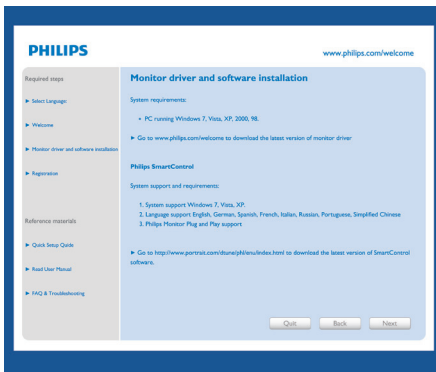 PHILIPS
www.philips.com/welcome
Required steps
Select Language:
Welcome
Monitor driver and software installation
Registration
Reference materials
Quick Setup Quide
Read User Manual
FAQ & Troubleshooting
Monitor driver and software installation
System requirements:
• PC running Windows 7, Vista, XP, 2000, 98.
Go to www.philips.com/welcome to download the latest version of monitor driver
Philips SmartControl
System support and requirements:
1. System support Windows 7, Vista, XP.
2. Language support English, German, Spanish, French, Italian, Russian, Portuguese, Simplified Chinese
3. Philips Monitor Plug and Play support
Go to http://www.portrait.com/dtune/phl/enu/index.html to download the latest version of SmartControl
software.
Quit
Back
Next